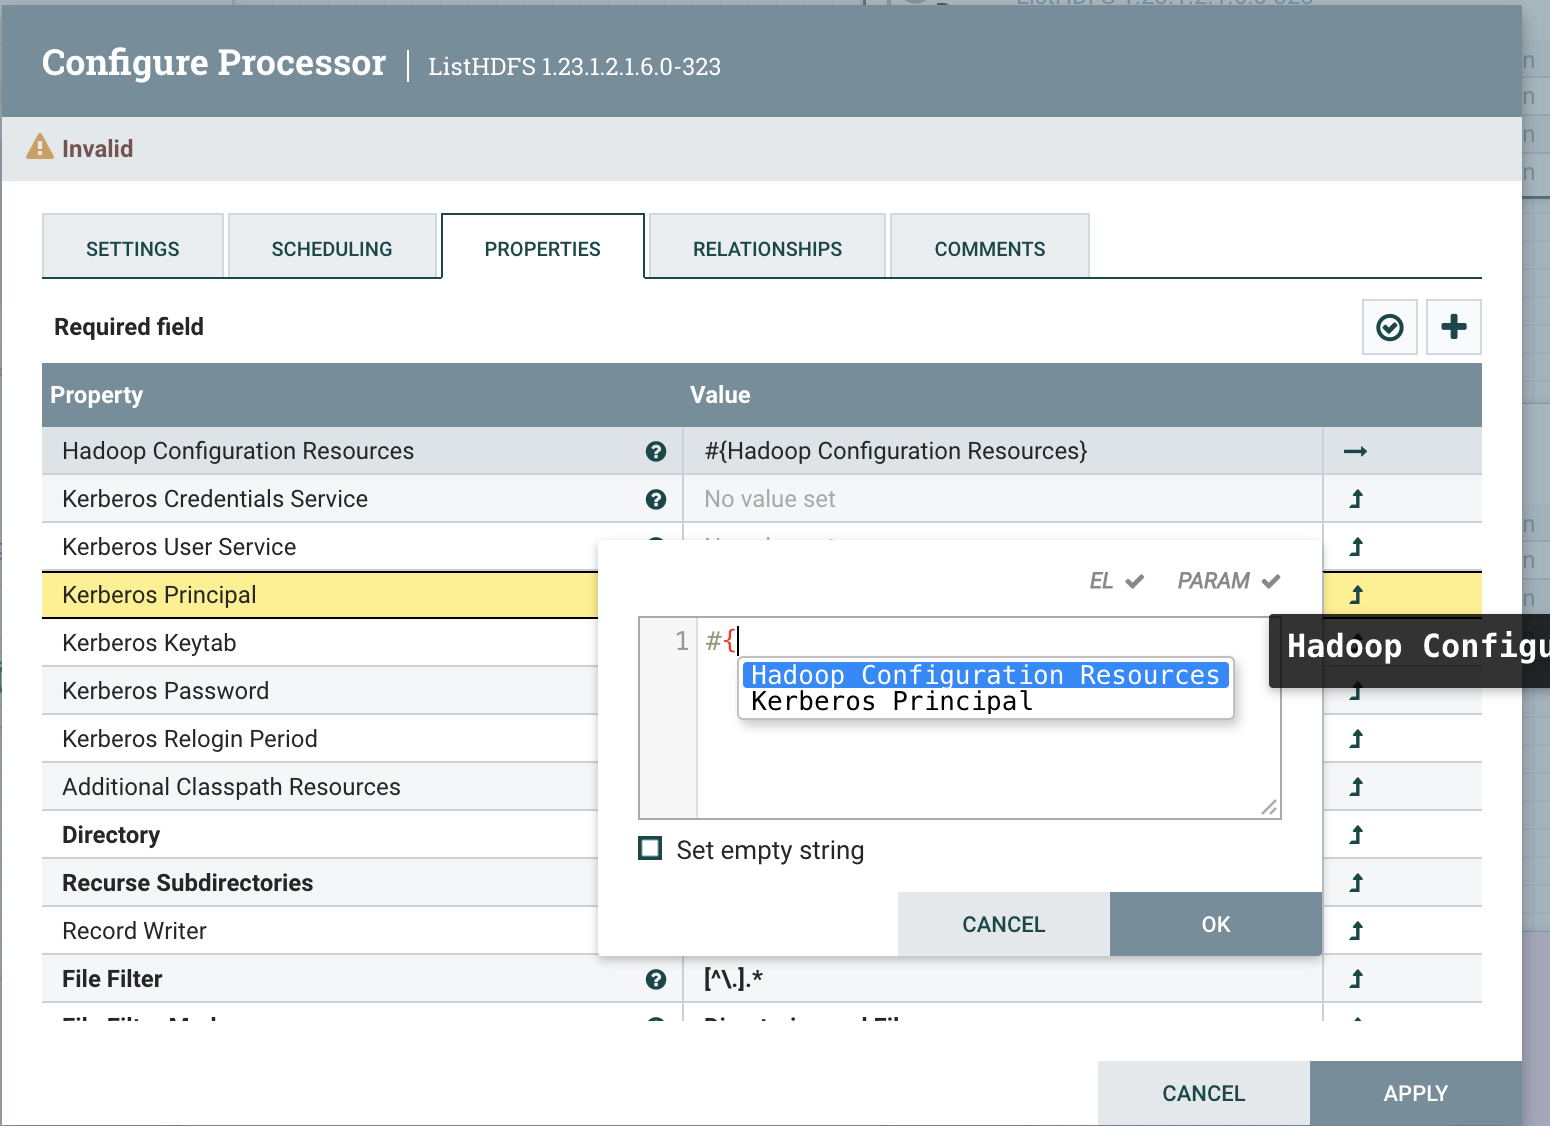 Configure Processor | ListHDFS 1.23.1.2.1.6.0-323
Invalid
SETTINGS SCHEDULING PROPERTIES RELATIONSHIPS COMMENTS
Required field
Property Value
Hadoop Configuration Resources #{Hadoop Configuration Resources}
Kerberos Credentials Service No value set
Kerberos User Service
EL PARAM
Kerberos Principal
Kerberos Keytab 1 #{ Hadoop Configu
Hadoop Configuration Resources
Kerberos Password Kerberos Principal
Kerberos Relogin Period
Additional Classpath Resources
Directory Set empty string
Recurse Subdirectories
Record Writer CANCEL OK
File Filter [^\.].*
CANCEL APPLY